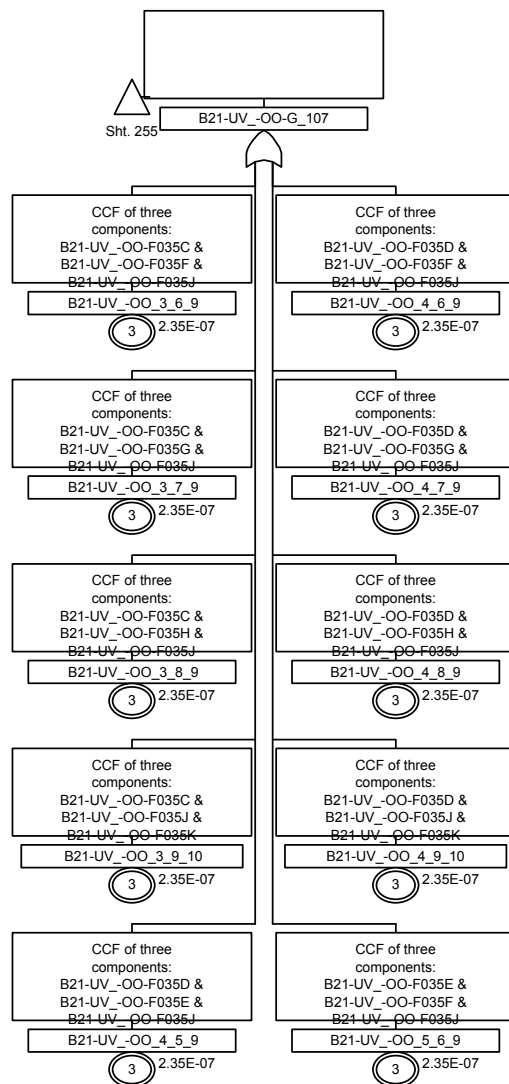 Sht. 255
B21-UV_-OO-G_107
CCF of three
components:
B21-UV_-OO-F035C &
B21-UV_-OO-F035F &
B21-UV_-OO-F035J
B21-UV_-OO_3_6_9
3
2.35E-07
CCF of three
components:
B21-UV_-OO-F035D &
B21-UV_-OO-F035F &
B21-UV_-OO-F035J
B21-UV_-OO_4_6_9
3
2.35E-07
CCF of three
components:
B21-UV_-OO-F035C &
B21-UV_-OO-F035G &
B21-UV_-OO-F035J
B21-UV_-OO_3_7_9
3
2.35E-07
CCF of three
components:
B21-UV_-OO-F035D &
B21-UV_-OO-F035G &
B21-UV_-OO-F035J
B21-UV_-OO_4_7_9
3
2.35E-07
CCF of three
components:
B21-UV_-OO-F035C &
B21-UV_-OO-F035H &
B21-UV_-OO-F035J
B21-UV_-OO_3_8_9
3
2.35E-07
CCF of three
components:
B21-UV_-OO-F035D &
B21-UV_-OO-F035H &
B21-UV_-OO-F035J
B21-UV_-OO_4_8_9
3
2.35E-07
CCF of three
components:
B21-UV_-OO-F035C &
B21-UV_-OO-F035J &
B21-UV_-OO-F035K
B21-UV_-OO_3_9_10
3
2.35E-07
CCF of three
components:
B21-UV_-OO-F035D &
B21-UV_-OO-F035J &
B21-UV_-OO-F035K
B21-UV_-OO_4_9_10
3
2.35E-07
CCF of three
components:
B21-UV_-OO-F035D &
B21-UV_-OO-F035E &
B21-UV_-OO-F035J
B21-UV_-OO_4_5_9
3
2.35E-07
CCF of three
components:
B21-UV_-OO-F035E &
B21-UV_-OO-F035F &
B21-UV_-OO-F035J
B21-UV_-OO_5_6_9
3
2.35E-07